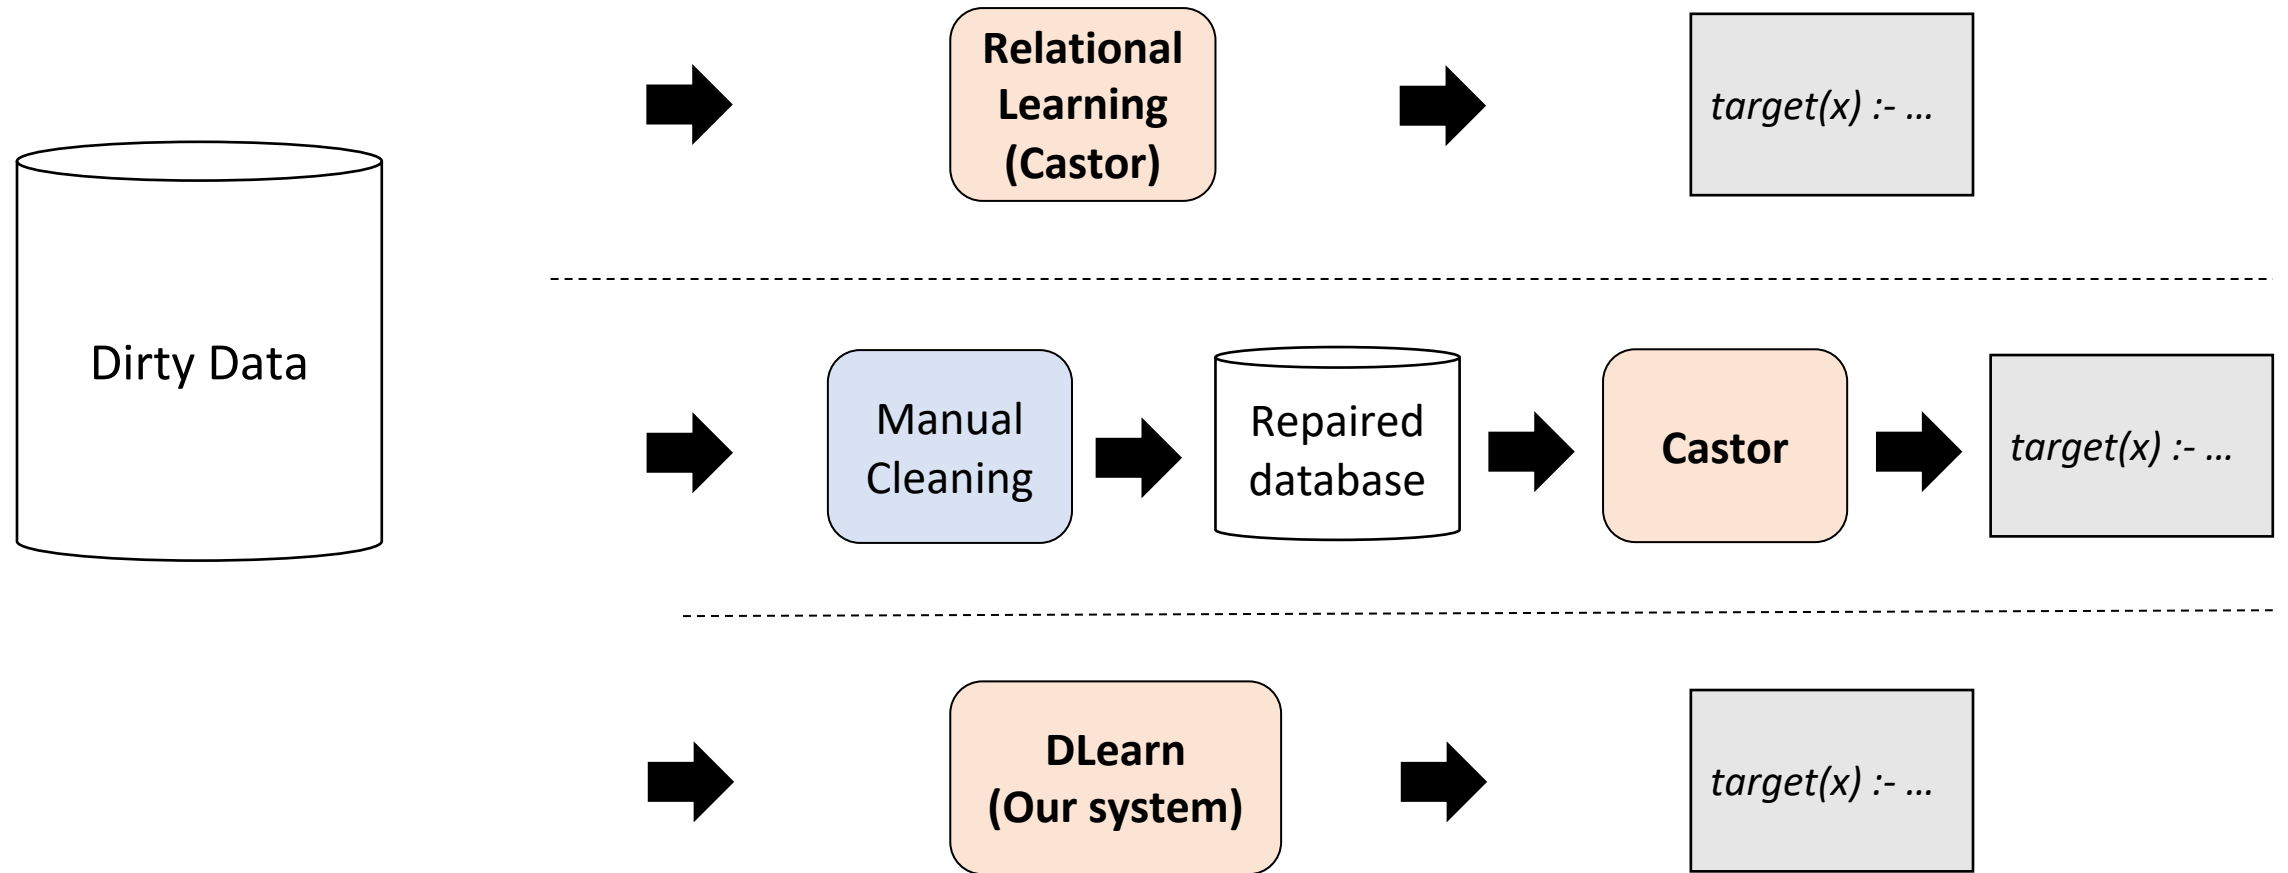 Relational
Learning
(Castor)
target(x) :- ...
Dirty Data
Manual
Cleaning
Repaired
database
Castor
target(x) :- ...
DLearn
(Our system)
target(x) :- ...